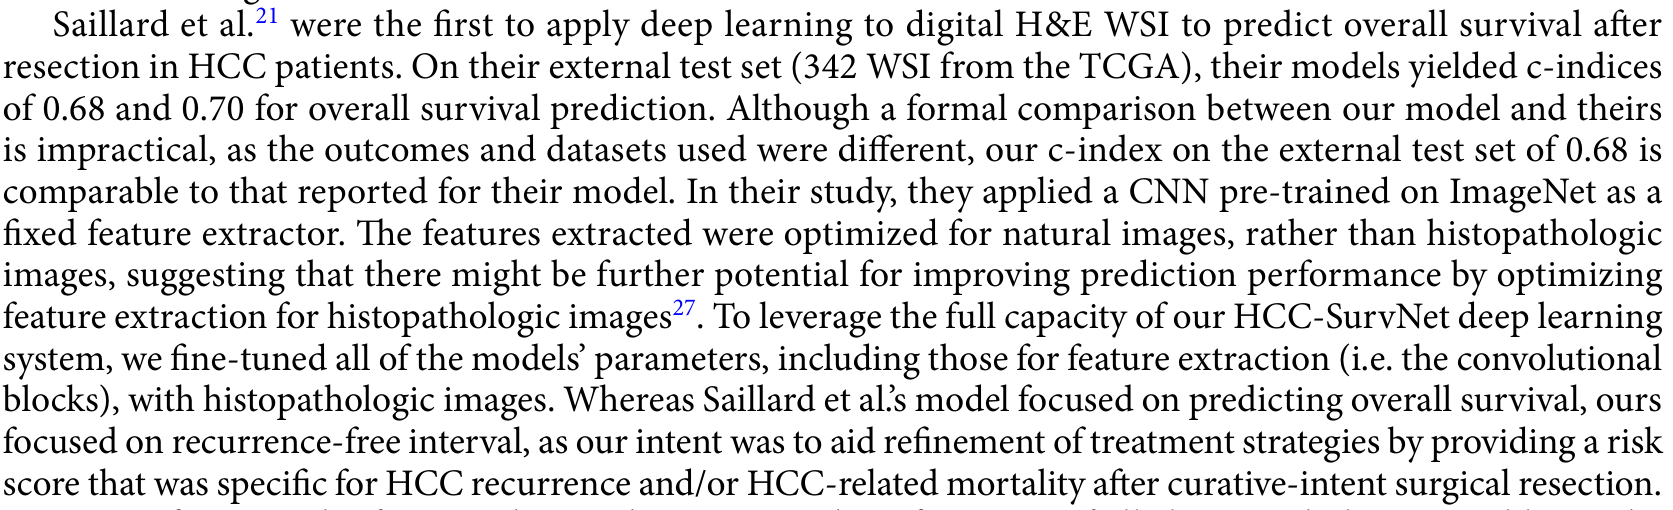 Saillard et al.21 were the first to apply deep learning to digital H&E WSI to predict overall survival after
resection in HCC patients. On their external test set (342 WSI from the TCGA), their models yielded c-indices
of 0.68 and 0.70 for overall survival prediction. Although a formal comparison between our model and theirs
is impractical, as the outcomes and datasets used were different, our c-index on the external test set of 0.68 is
comparable to that reported for their model. In their study, they applied a CNN pre-trained on ImageNet as a
fixed feature extractor. The features extracted were optimized for natural images, rather than histopathologic
images, suggesting that there might be further potential for improving prediction performance by optimizing
feature extraction for histopathologic images27. To leverage the full capacity of our HCC-SurvNet deep learning
system, we fine-tuned all of the models’ parameters, including those for feature extraction (i.e. the convolutional
blocks), with histopathologic images. Whereas Saillard et al.’s model focused on predicting overall survival, ours
focused on recurrence-free interval, as our intent was to aid refinement of treatment strategies by providing a risk
score that was specific for HCC recurrence and/or HCC-related mortality after curative-intent surgical resection.